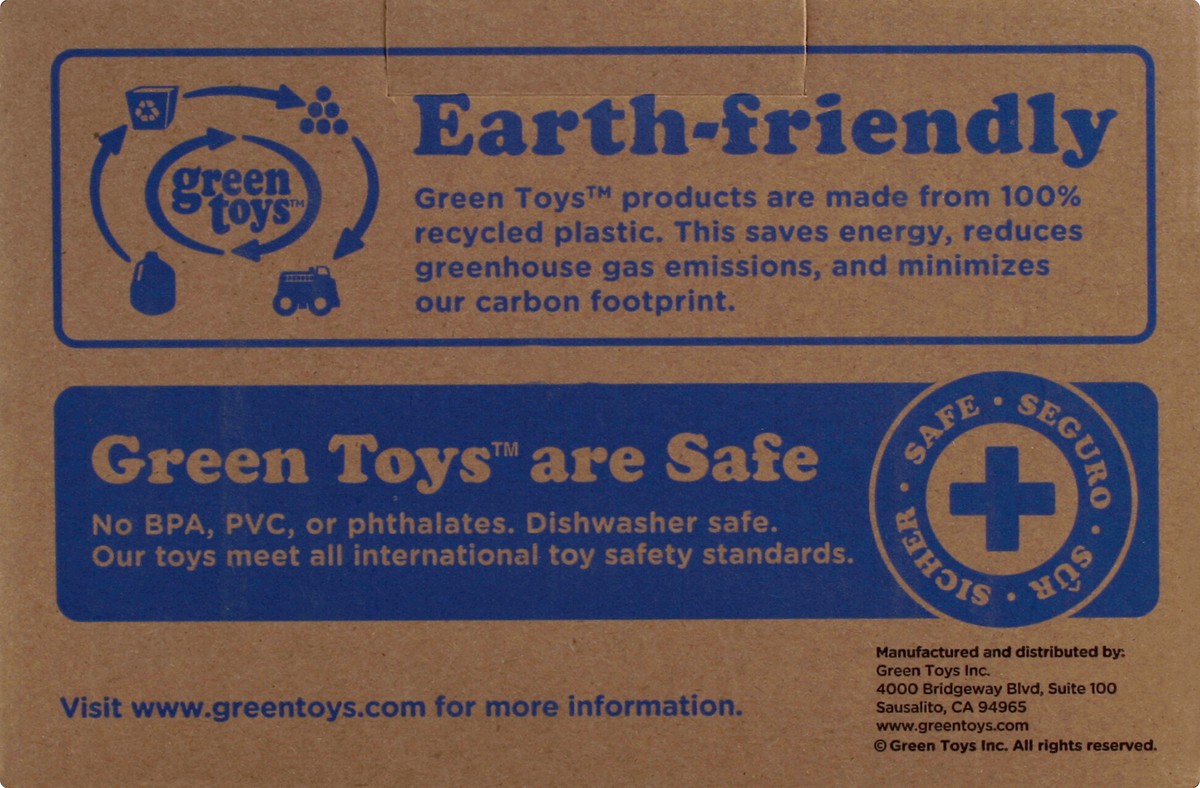 green
toys™
Earth-friendly
Green Toys™ products are made from 100%
recycled plastic. This saves energy, reduces
greenhouse gas emissions, and minimizes
our carbon footprint.
Green Toys™ are Safe
No BPA, PVC, or phthalates. Dishwasher safe.
Our toys meet all international toy safety standards.
SAFE • SEGURO • SÛR • SICHER •
Visit www.greentoys.com for more information.
Manufactured and distributed by:
Green Toys Inc.
4000 Bridgeway Blvd, Suite 100
Sausalito, CA 94965
www.greentoys.com
© Green Toys Inc. All rights reserved.